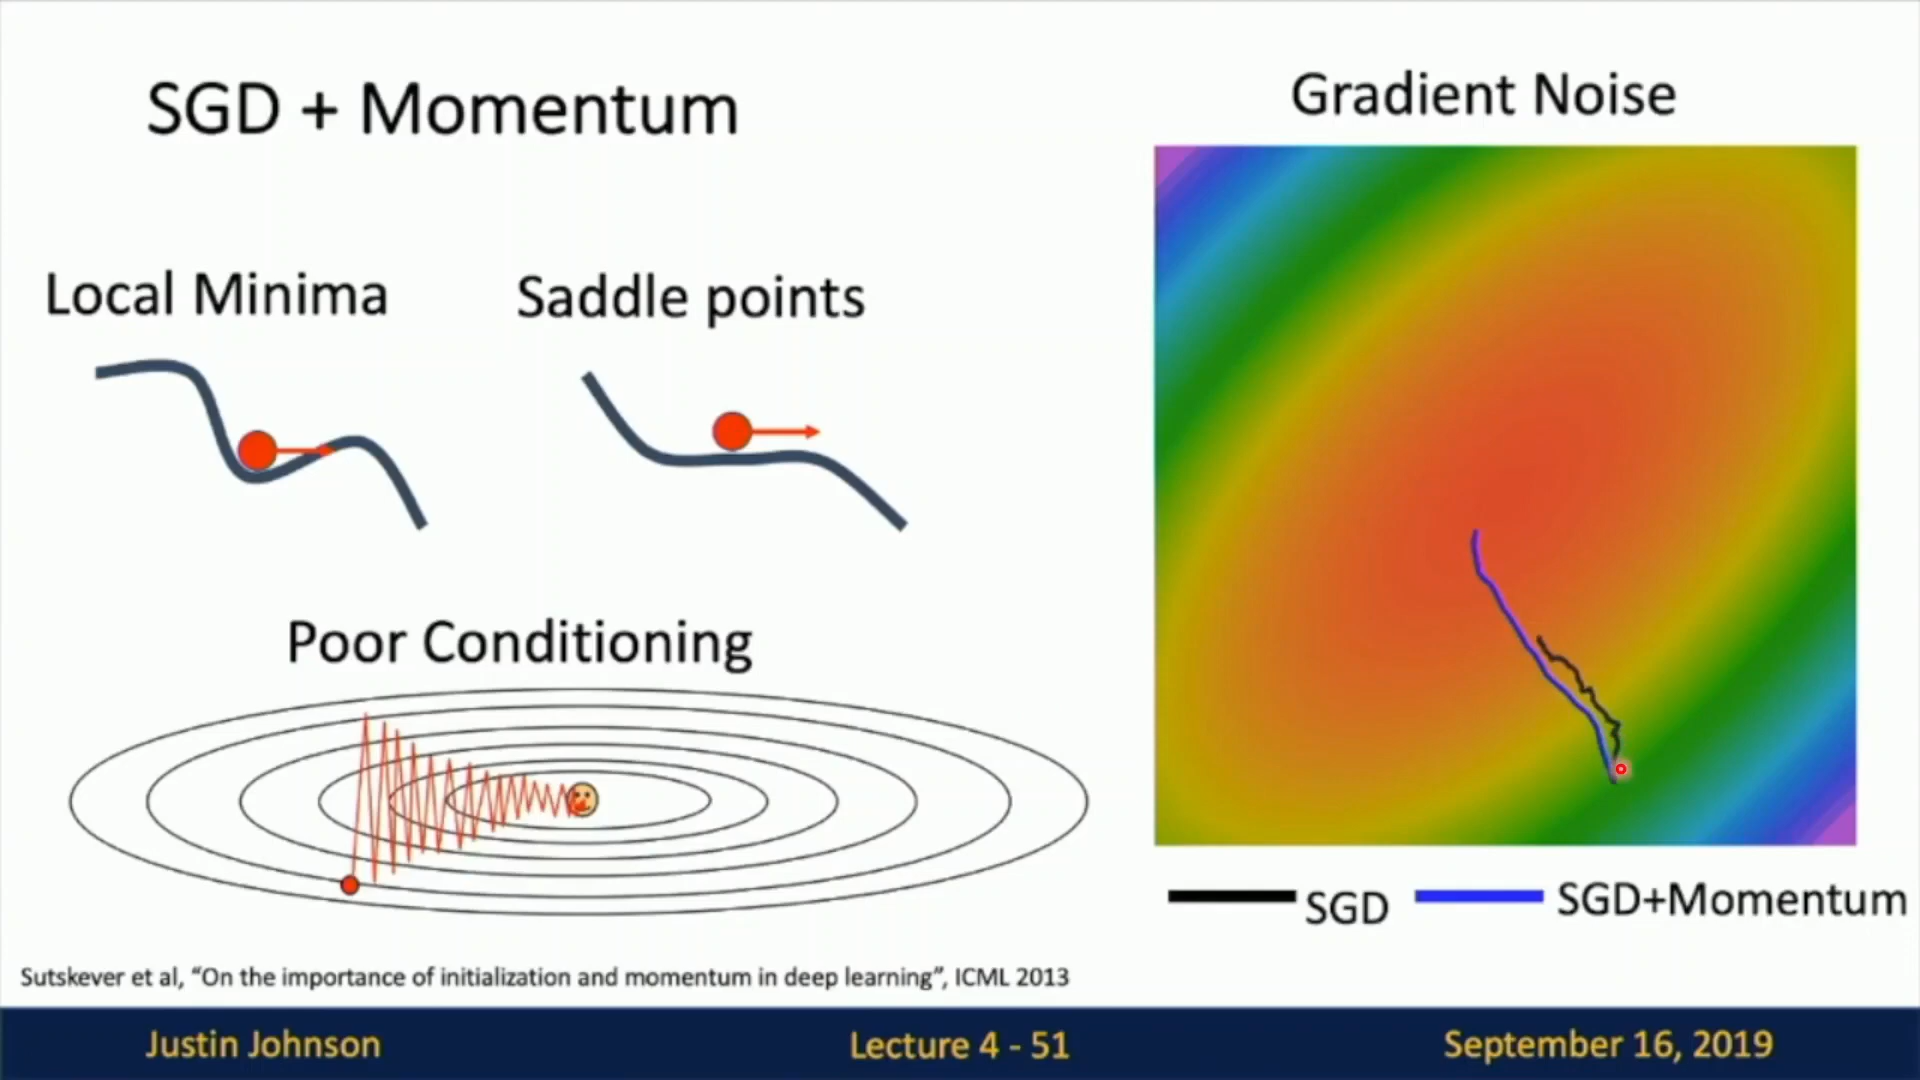 SGD + Momentum
Gradient Noise
Local Minima
Saddle points
Poor Conditioning
SGD
SGD+Momentum
Sutskever et al, “On the importance of initialization and momentum in deep learning”, ICML 2013
Justin Johnson
Lecture 4 - 51
September 16, 2019